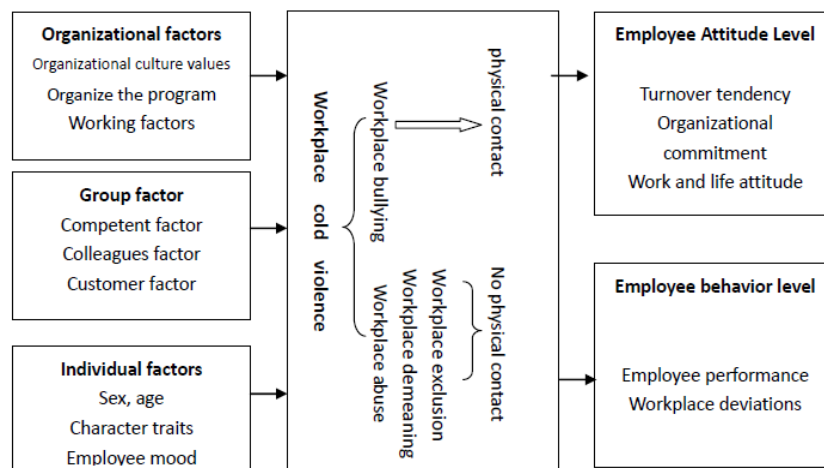 Organizational factors
Organizational culture values
Organize the program
Working factors
Group factor
Competent factor
Colleagues factor
Customer factor
Individual factors
Sex, age
Character traits
Employee mood
Workplace cold violence
Workplace bullying
physical contact
Workplace abuse
Workplace demeaning
Workplace exclusion
No physical contact
Employee Attitude Level
Turnover tendency
Organizational
commitment
Work and life attitude
Employee behavior level
Employee performance
Workplace deviations